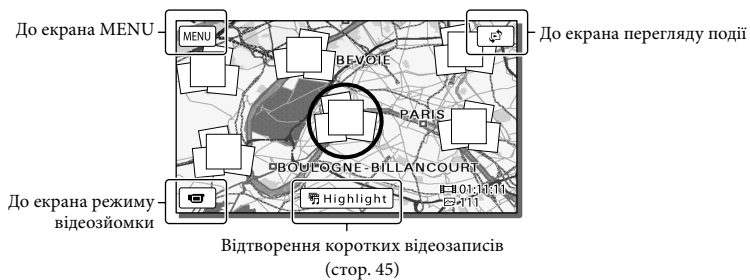 До екрана MENU
MENU
До екрана перегляду події
BEVOIE
PARIS
BOULOGNE-BILLANCOURT
01:11:11
111
До екрана режиму
відеозйомки
Highlight
Відтворення коротких відеозаписів
(стор. 45)